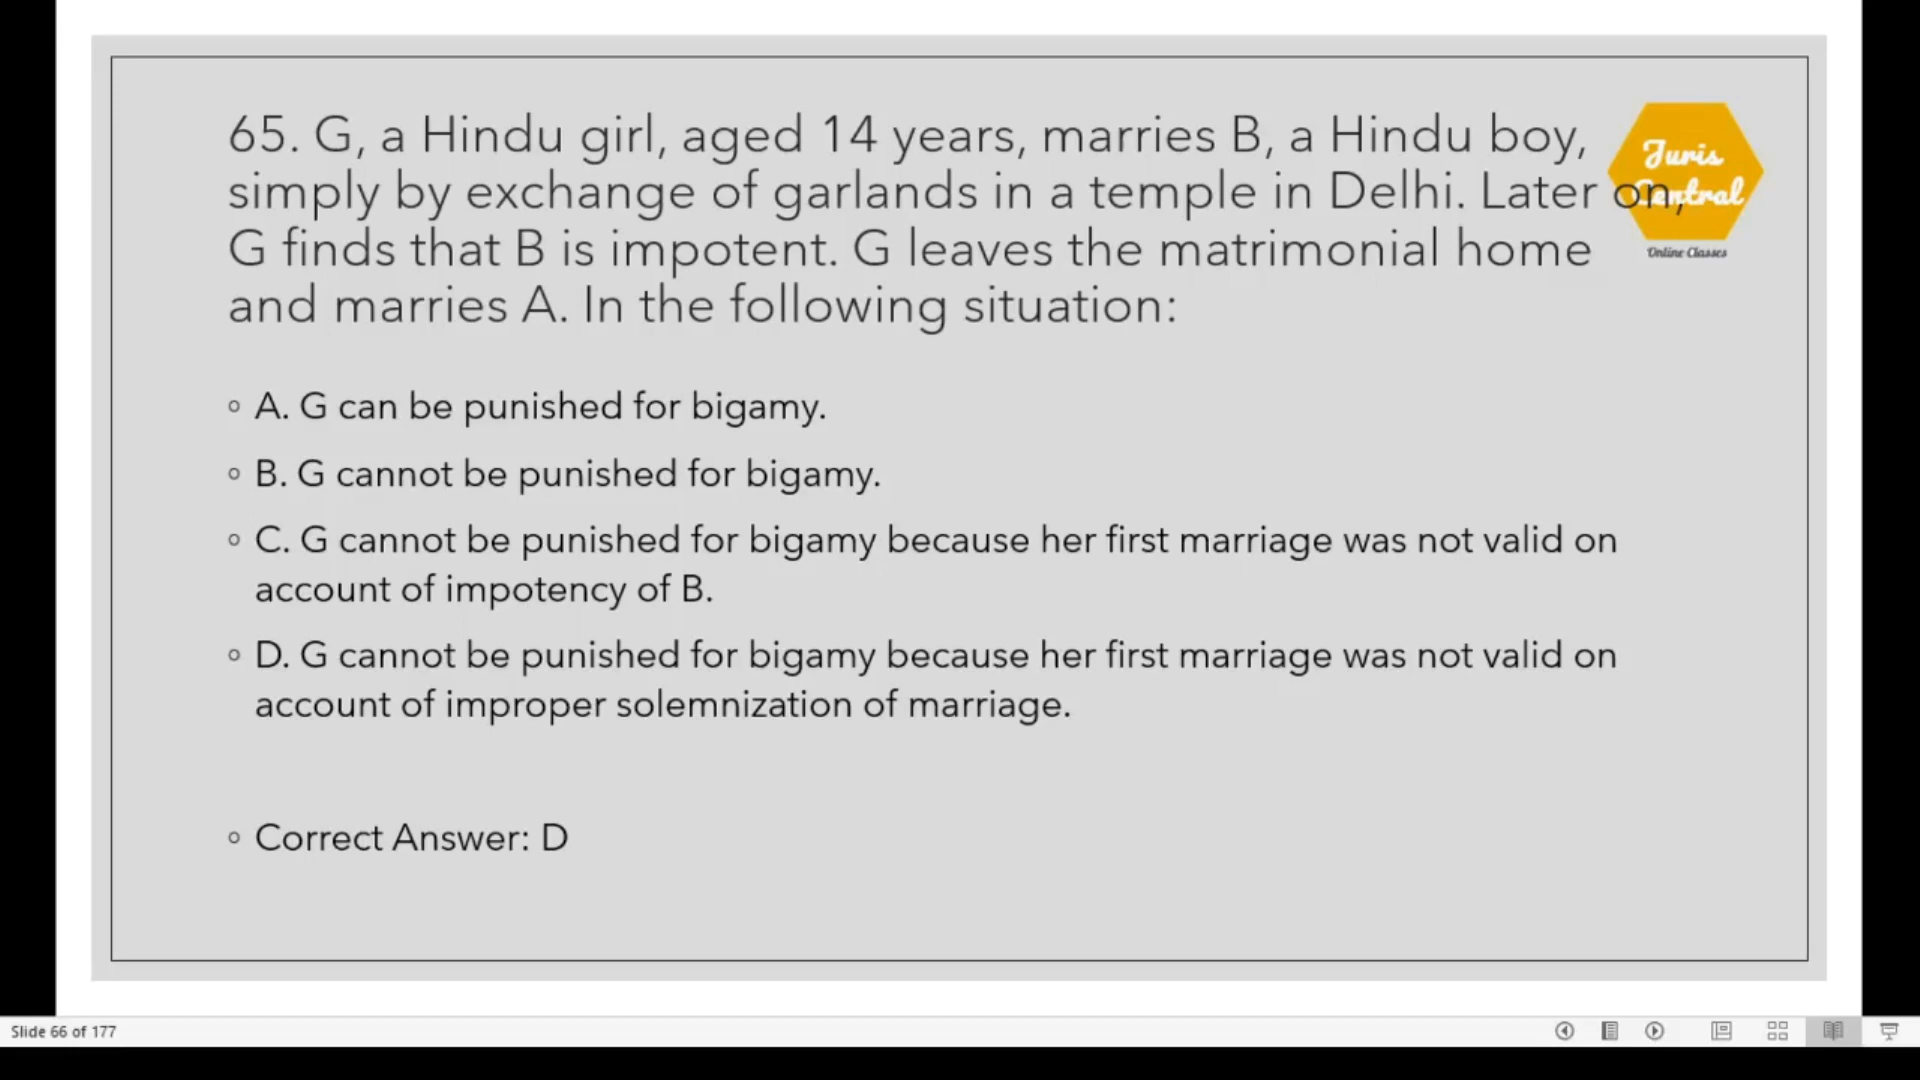 65. G, a Hindu girl, aged 14 years, marries B, a Hindu boy,
simply by exchange of garlands in a temple in Delhi. Later on,
G finds that B is impotent. G leaves the matrimonial home
and marries A. In the following situation:
Juris
Central
Online Classes
A. G can be punished for bigamy.
B. G cannot be punished for bigamy.
C. G cannot be punished for bigamy because her first marriage was not valid on
account of impotency of B.
D. G cannot be punished for bigamy because her first marriage was not valid on
account of improper solemnization of marriage.
Correct Answer: D
Slide 66 of 177